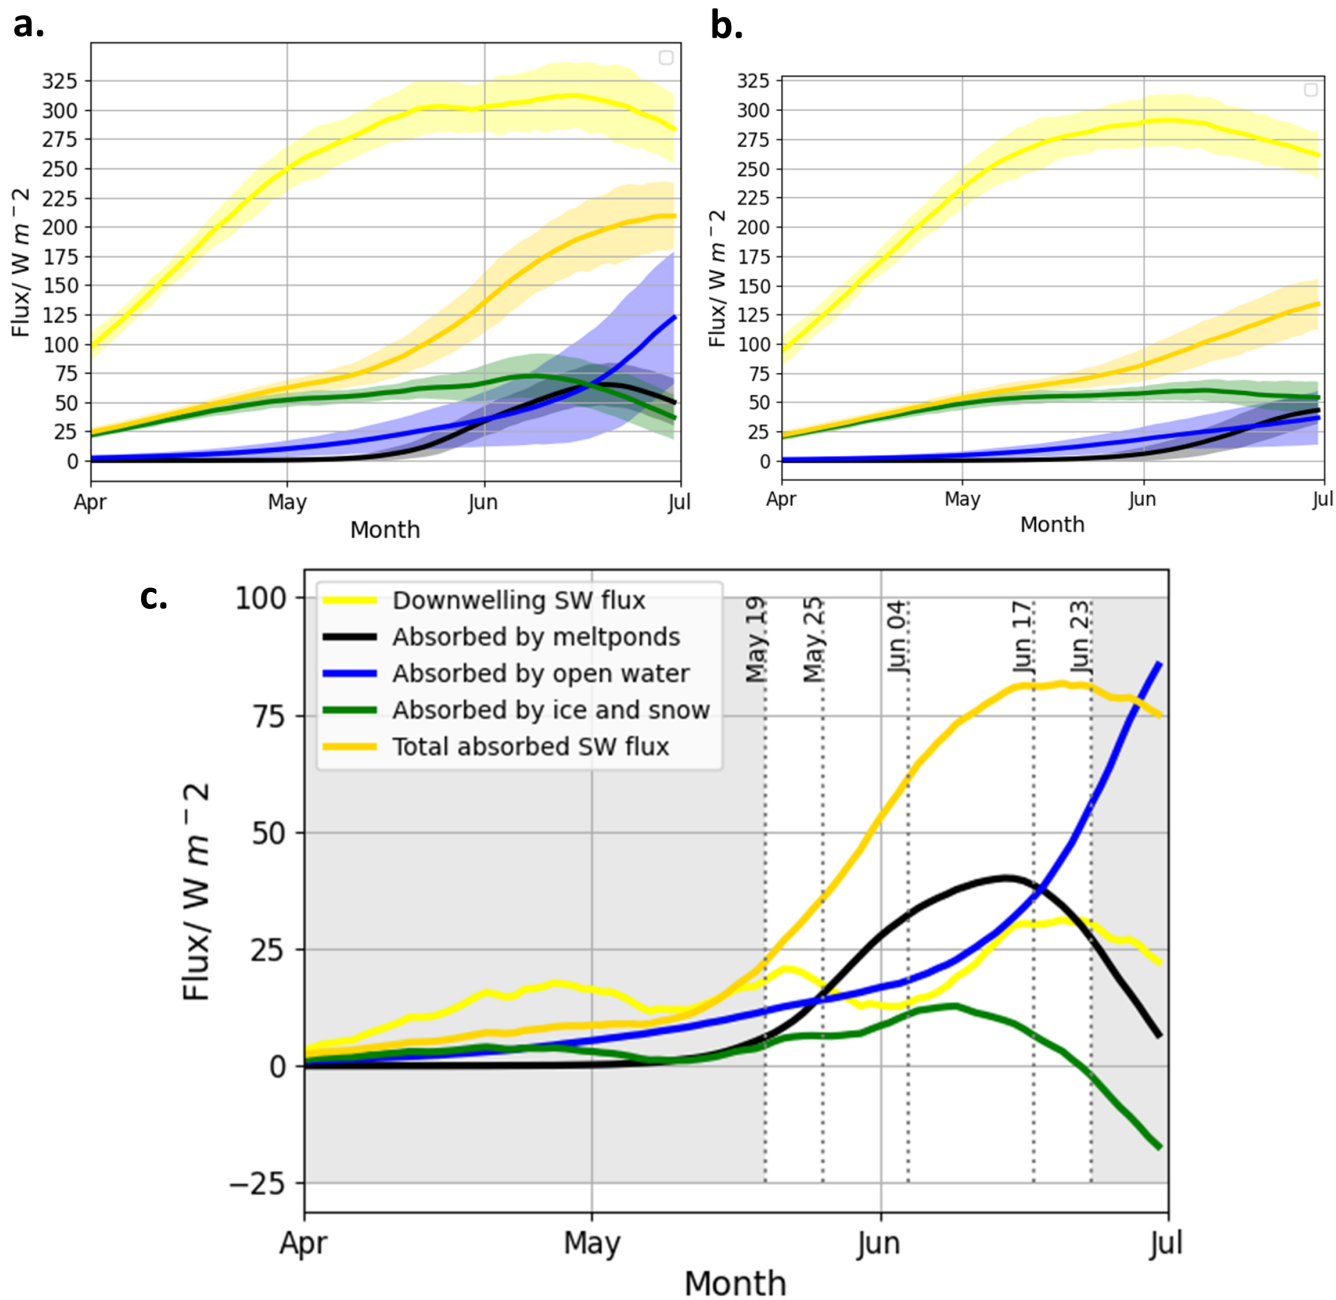 a.
325
300
275
250
225
200
175
150
125
100
75
50
25
0
Flux/ W m⁻2
Apr May Jun Jul
Month
b.
325
300
275
250
225
200
175
150
125
100
75
50
25
0
Flux/ W m⁻2
Apr May Jun Jul
Month
c.
100
75
50
25
0
−25
Flux/ W m⁻2
Downwelling SW flux
Absorbed by meltponds
Absorbed by open water
Absorbed by ice and snow
Total absorbed SW flux
May 19
May 25
Jun 04
Jun 17
Jun 23
Apr May Jun Jul
Month